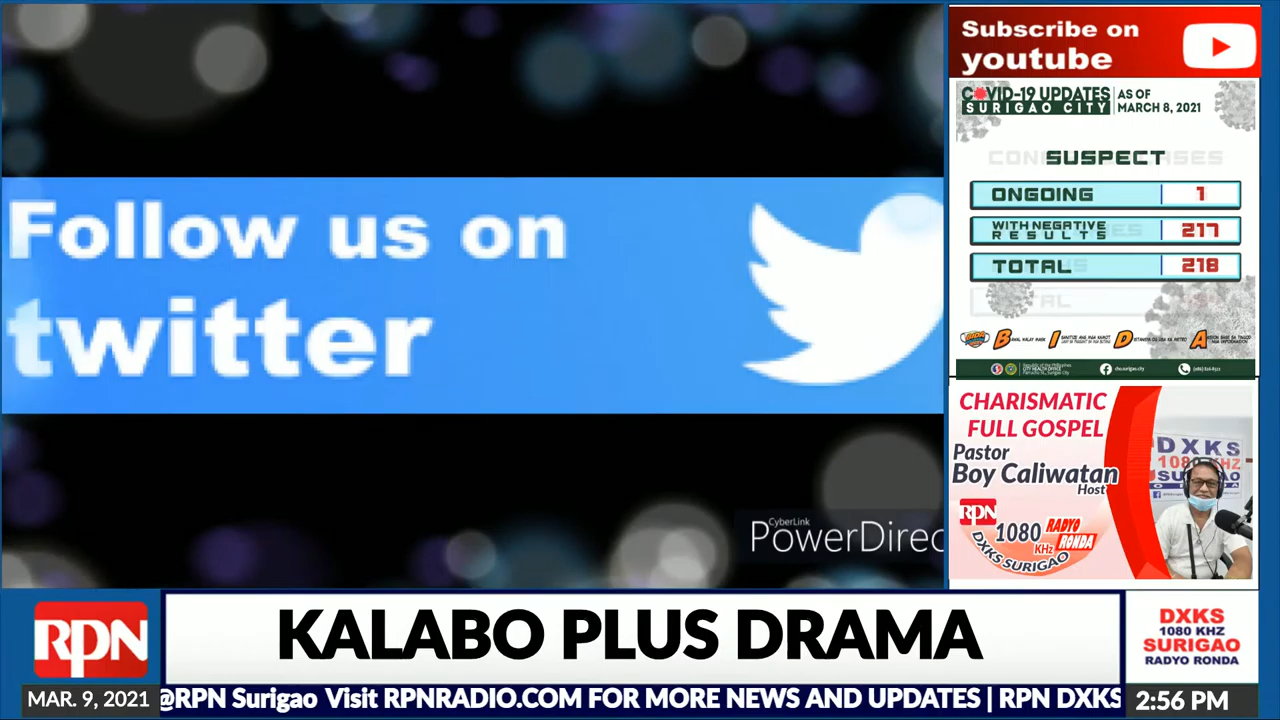 Follow us on
twitter
CyberLink
PowerDirec
Subscribe on
youtube
COVID-19 UPDATES
SURIGAO CITY
AS OF
MARCH 8, 2021
SUSPECT
ONGOING 1
WITH NEGATIVE
RESULTS 217
TOTAL 218
B I D A
CHARISMATIC
FULL GOSPEL
Pastor
Boy Caliwatan
Host
RPN
1080
KHz
RADYO
RONDA
DXKS SURIGAO
DXKS
RPN
KALABO PLUS DRAMA
DXKS
1080 KHZ
SURIGAO
RADYO RONDA
MAR. 9, 2021
@RPN Surigao Visit RPNRADIO.COM FOR MORE NEWS AND UPDATES | RPN DXKS
2:56 PM